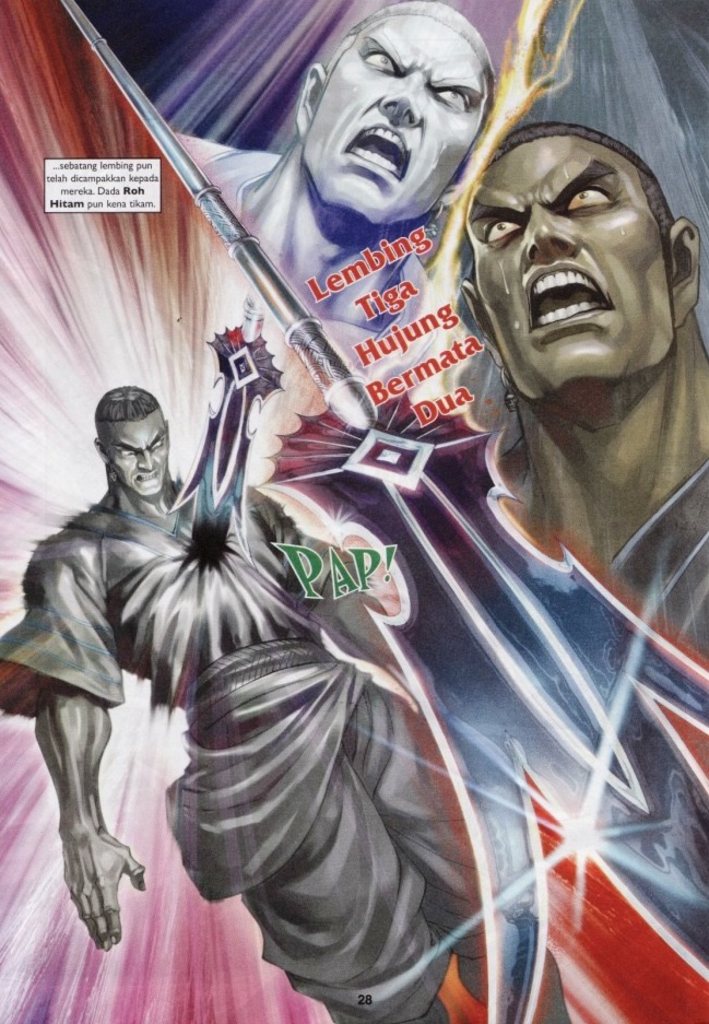 ...sebatang lembing pun
telah dicampakkan kepada
mereka. Dada Roh
Hitam pun kena tikam.
Lembing
Tiga
Hujung
Bermata
Dua
PAP!
28